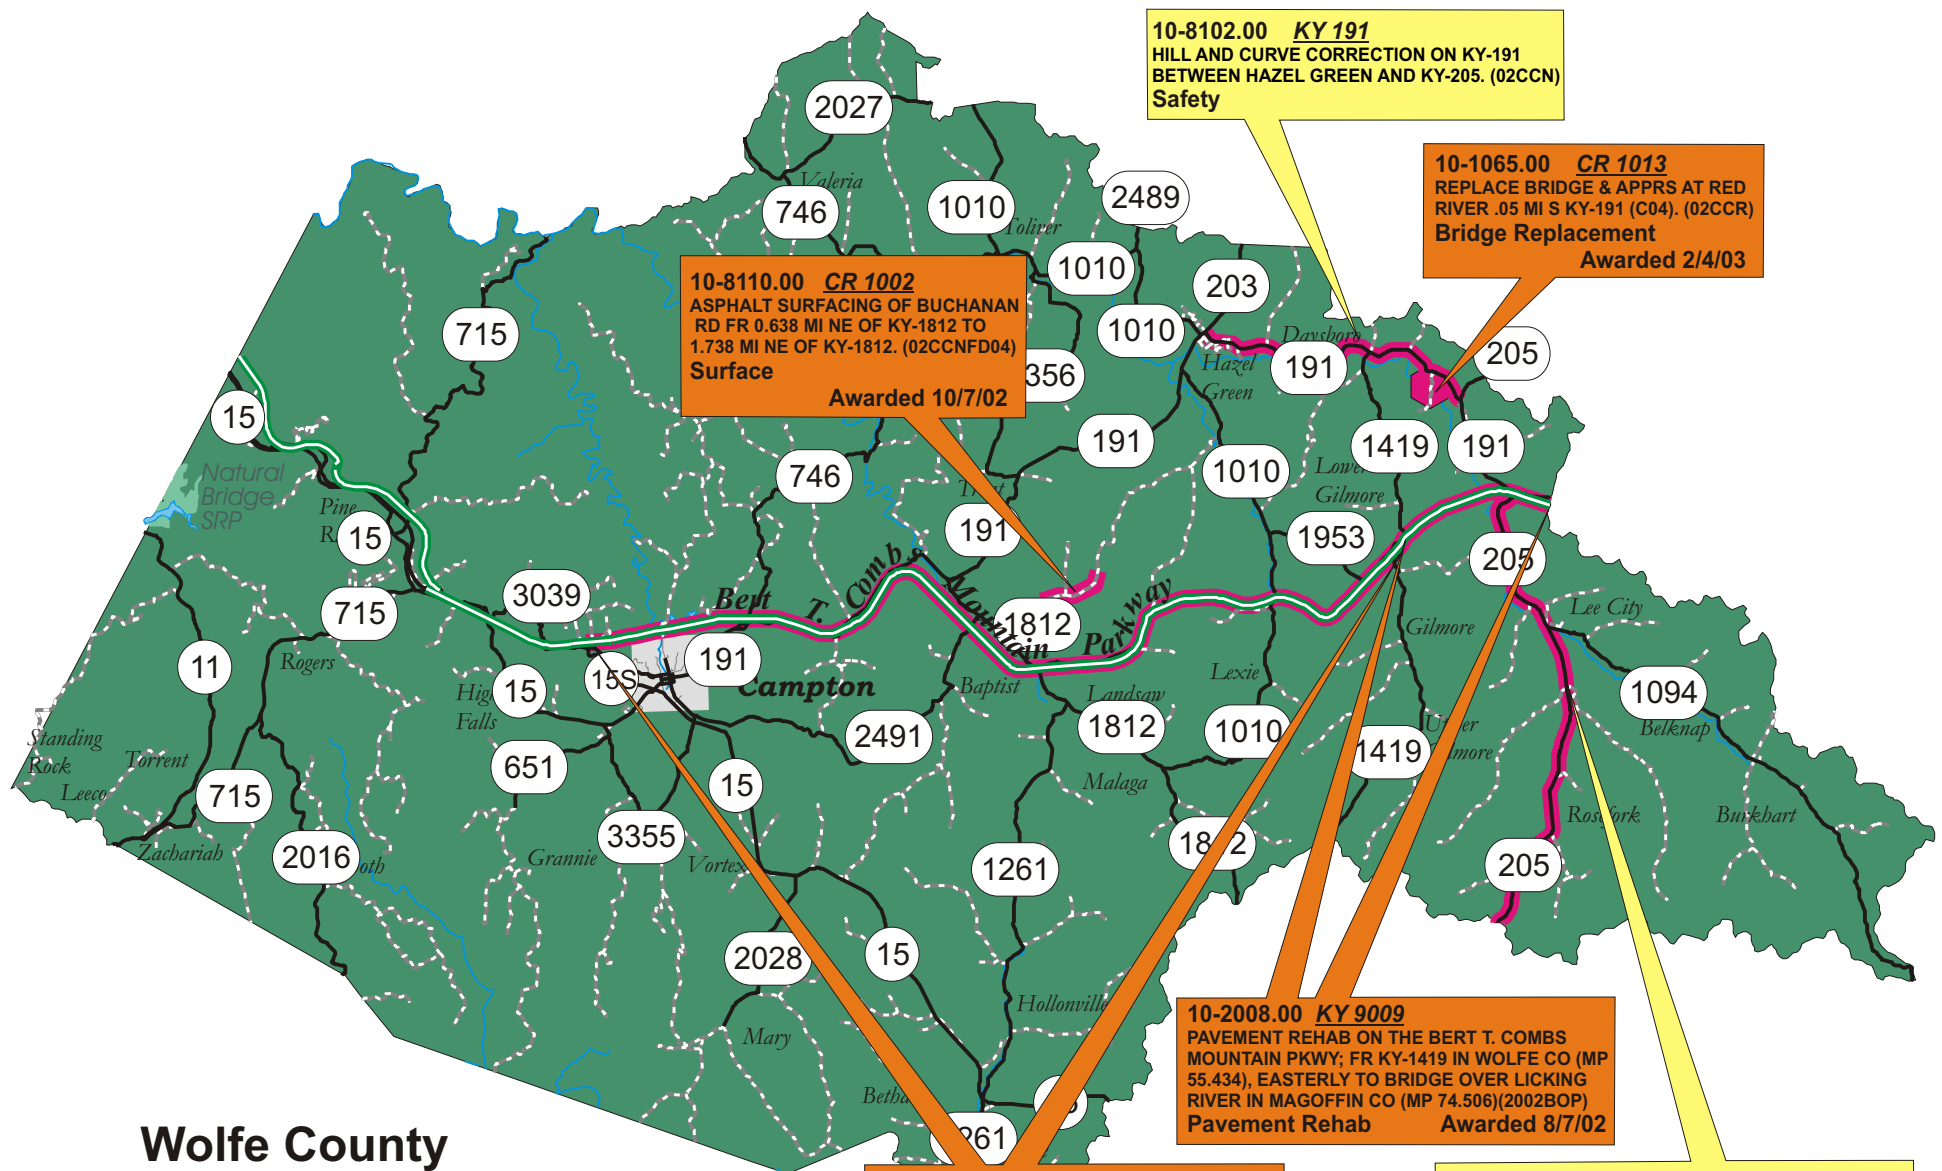 10-8102.00 KY 191
HILL AND CURVE CORRECTION ON KY-191
BETWEEN HAZEL GREEN AND KY-205. (02CCN)
Safety
10-1065.00 CR 1013
REPLACE BRIDGE & APPRS AT RED
RIVER .05 MI S KY-191 (C04). (02CCR)
Bridge Replacement
Awarded 2/4/03
10-8110.00 CR 1002
ASPHALT SURFACING OF BUCHANAN
RD FR 0.638 MI NE OF KY-1812 TO
1.738 MI NE OF KY-1812. (02CCNFD04)
Surface
Awarded 10/7/02
2027
Valeria
746
1010
Toliver
2489
1010
203
1010
715
356
Daysboro
191
205
Hazel
Green
15
191
1419
191
Natural
Bridge
SRP
746
1010
Lower
Gilmore
Pine
15
191
1953
205
3039
Bert T. Combs Mountain Parkway
715
1812
Lee City
Gilmore
Rogers
11
191
15
15S
Campton
High
Falls
Baptist
Landsaw
Lexie
1094
Belknap
Standing
Rock
Torrent
Leeco
651
2491
1812
1010
Upper
1419
715
15
Malaga
Zachariah
2016
Grannie
3355
Vortex
1261
205
Burkhart
2028
15
Hollonville
Mary
10-2008.00 KY 9009
PAVEMENT REHAB ON THE BERT T. COMBS
MOUNTAIN PKWY; FR KY-1419 IN WOLFE CO (MP
55.434), EASTERLY TO BRIDGE OVER LICKING
RIVER IN MAGOFFIN CO (MP 74.506)(2002BOP)
Pavement Rehab Awarded 8/7/02
Wolfe County